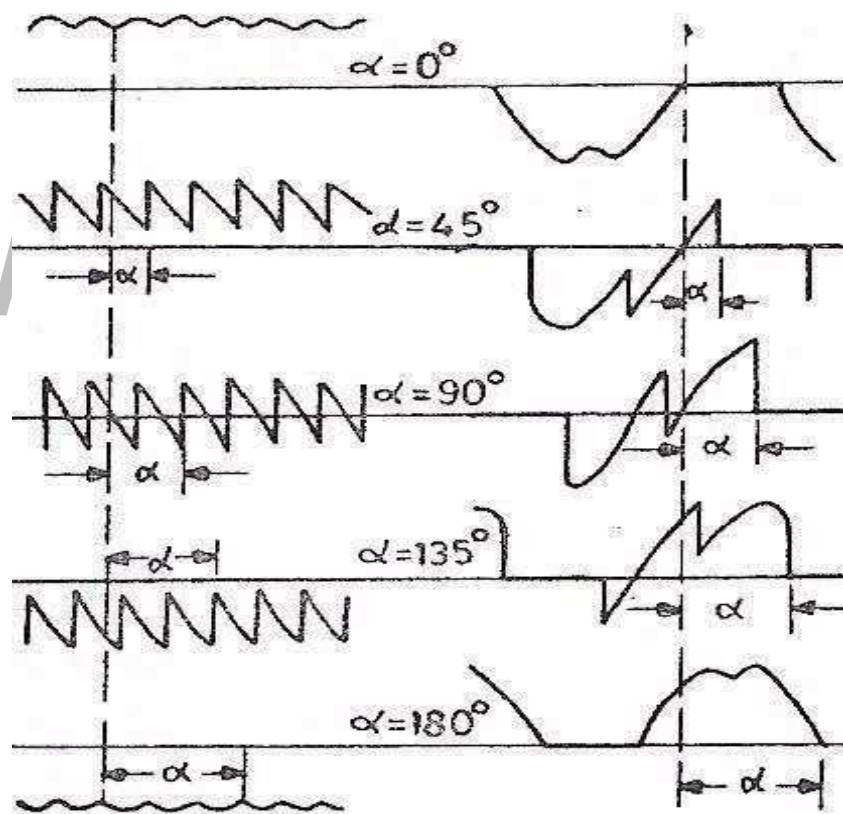 α = 0°
α = 45°
α
α
α = 90°
α
α
α
α = 135°
α
α = 180°
α
α